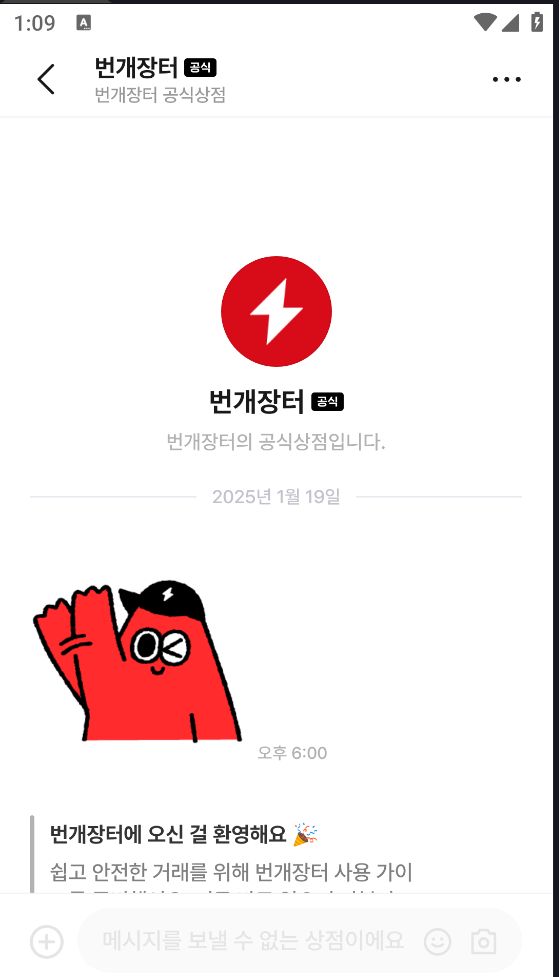 1:09
A
번개장터 공식
번개장터 공식상점
번개장터 공식
번개장터의 공식상점입니다.
2025년 1월 19일
오후 6:00
번개장터에 오신 걸 환영해요 🎉
쉽고 안전한 거래를 위해 번개장터 사용 가이
메시지를 보낼 수 없는 상점이에요